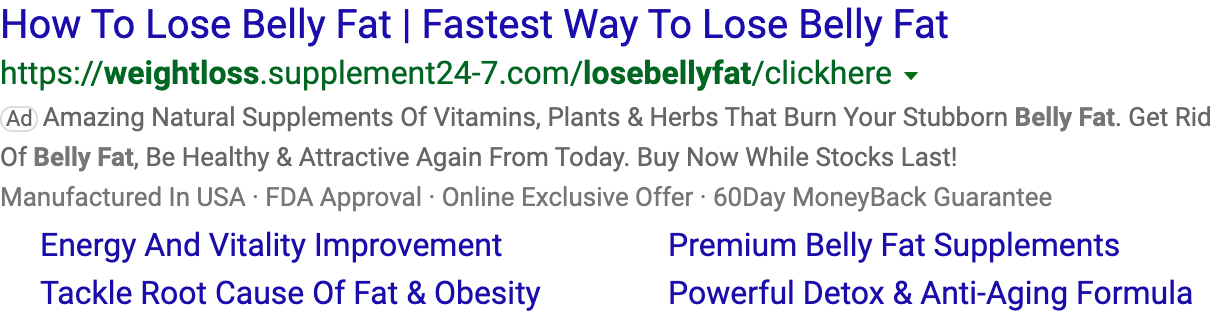 How To Lose Belly Fat | Fastest Way To Lose Belly Fat
https://weightloss.supplement24-7.com/losebellyfat/clickhere
Ad Amazing Natural Supplements Of Vitamins, Plants & Herbs That Burn Your Stubborn Belly Fat. Get Rid
Of Belly Fat, Be Healthy & Attractive Again From Today. Buy Now While Stocks Last!
Manufactured In USA · FDA Approval · Online Exclusive Offer · 60Day MoneyBack Guarantee
Energy And Vitality Improvement Premium Belly Fat Supplements
Tackle Root Cause Of Fat & Obesity Powerful Detox & Anti-Aging Formula